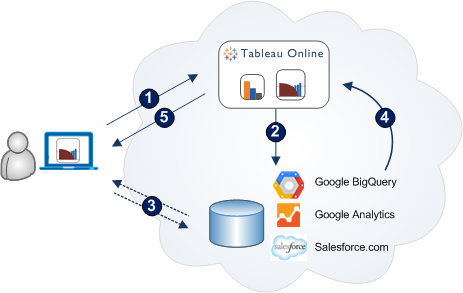 Tableau Online
1
5
2
4
Google BigQuery
3
Google Analytics
salesforce
Salesforce.com